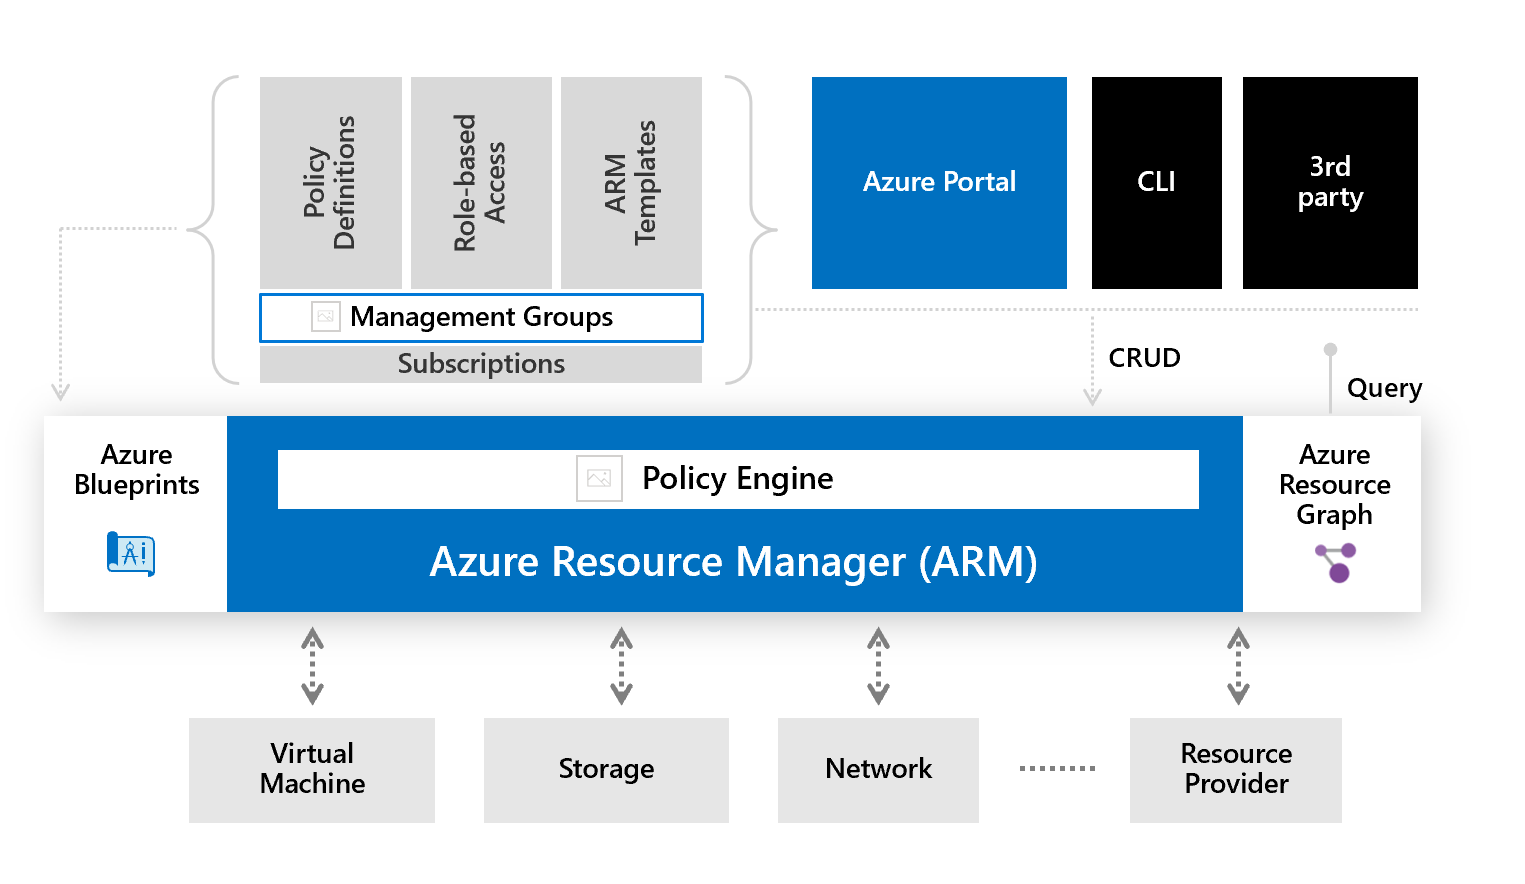 Policy
Definitions
Role-based
Access
ARM
Templates
Management Groups
Subscriptions
Azure Portal
CLI
3rd
party
CRUD
Query
Azure
Blueprints
Policy Engine
Azure Resource Manager (ARM)
Azure
Resource
Graph
Virtual
Machine
Storage
Network
Resource
Provider